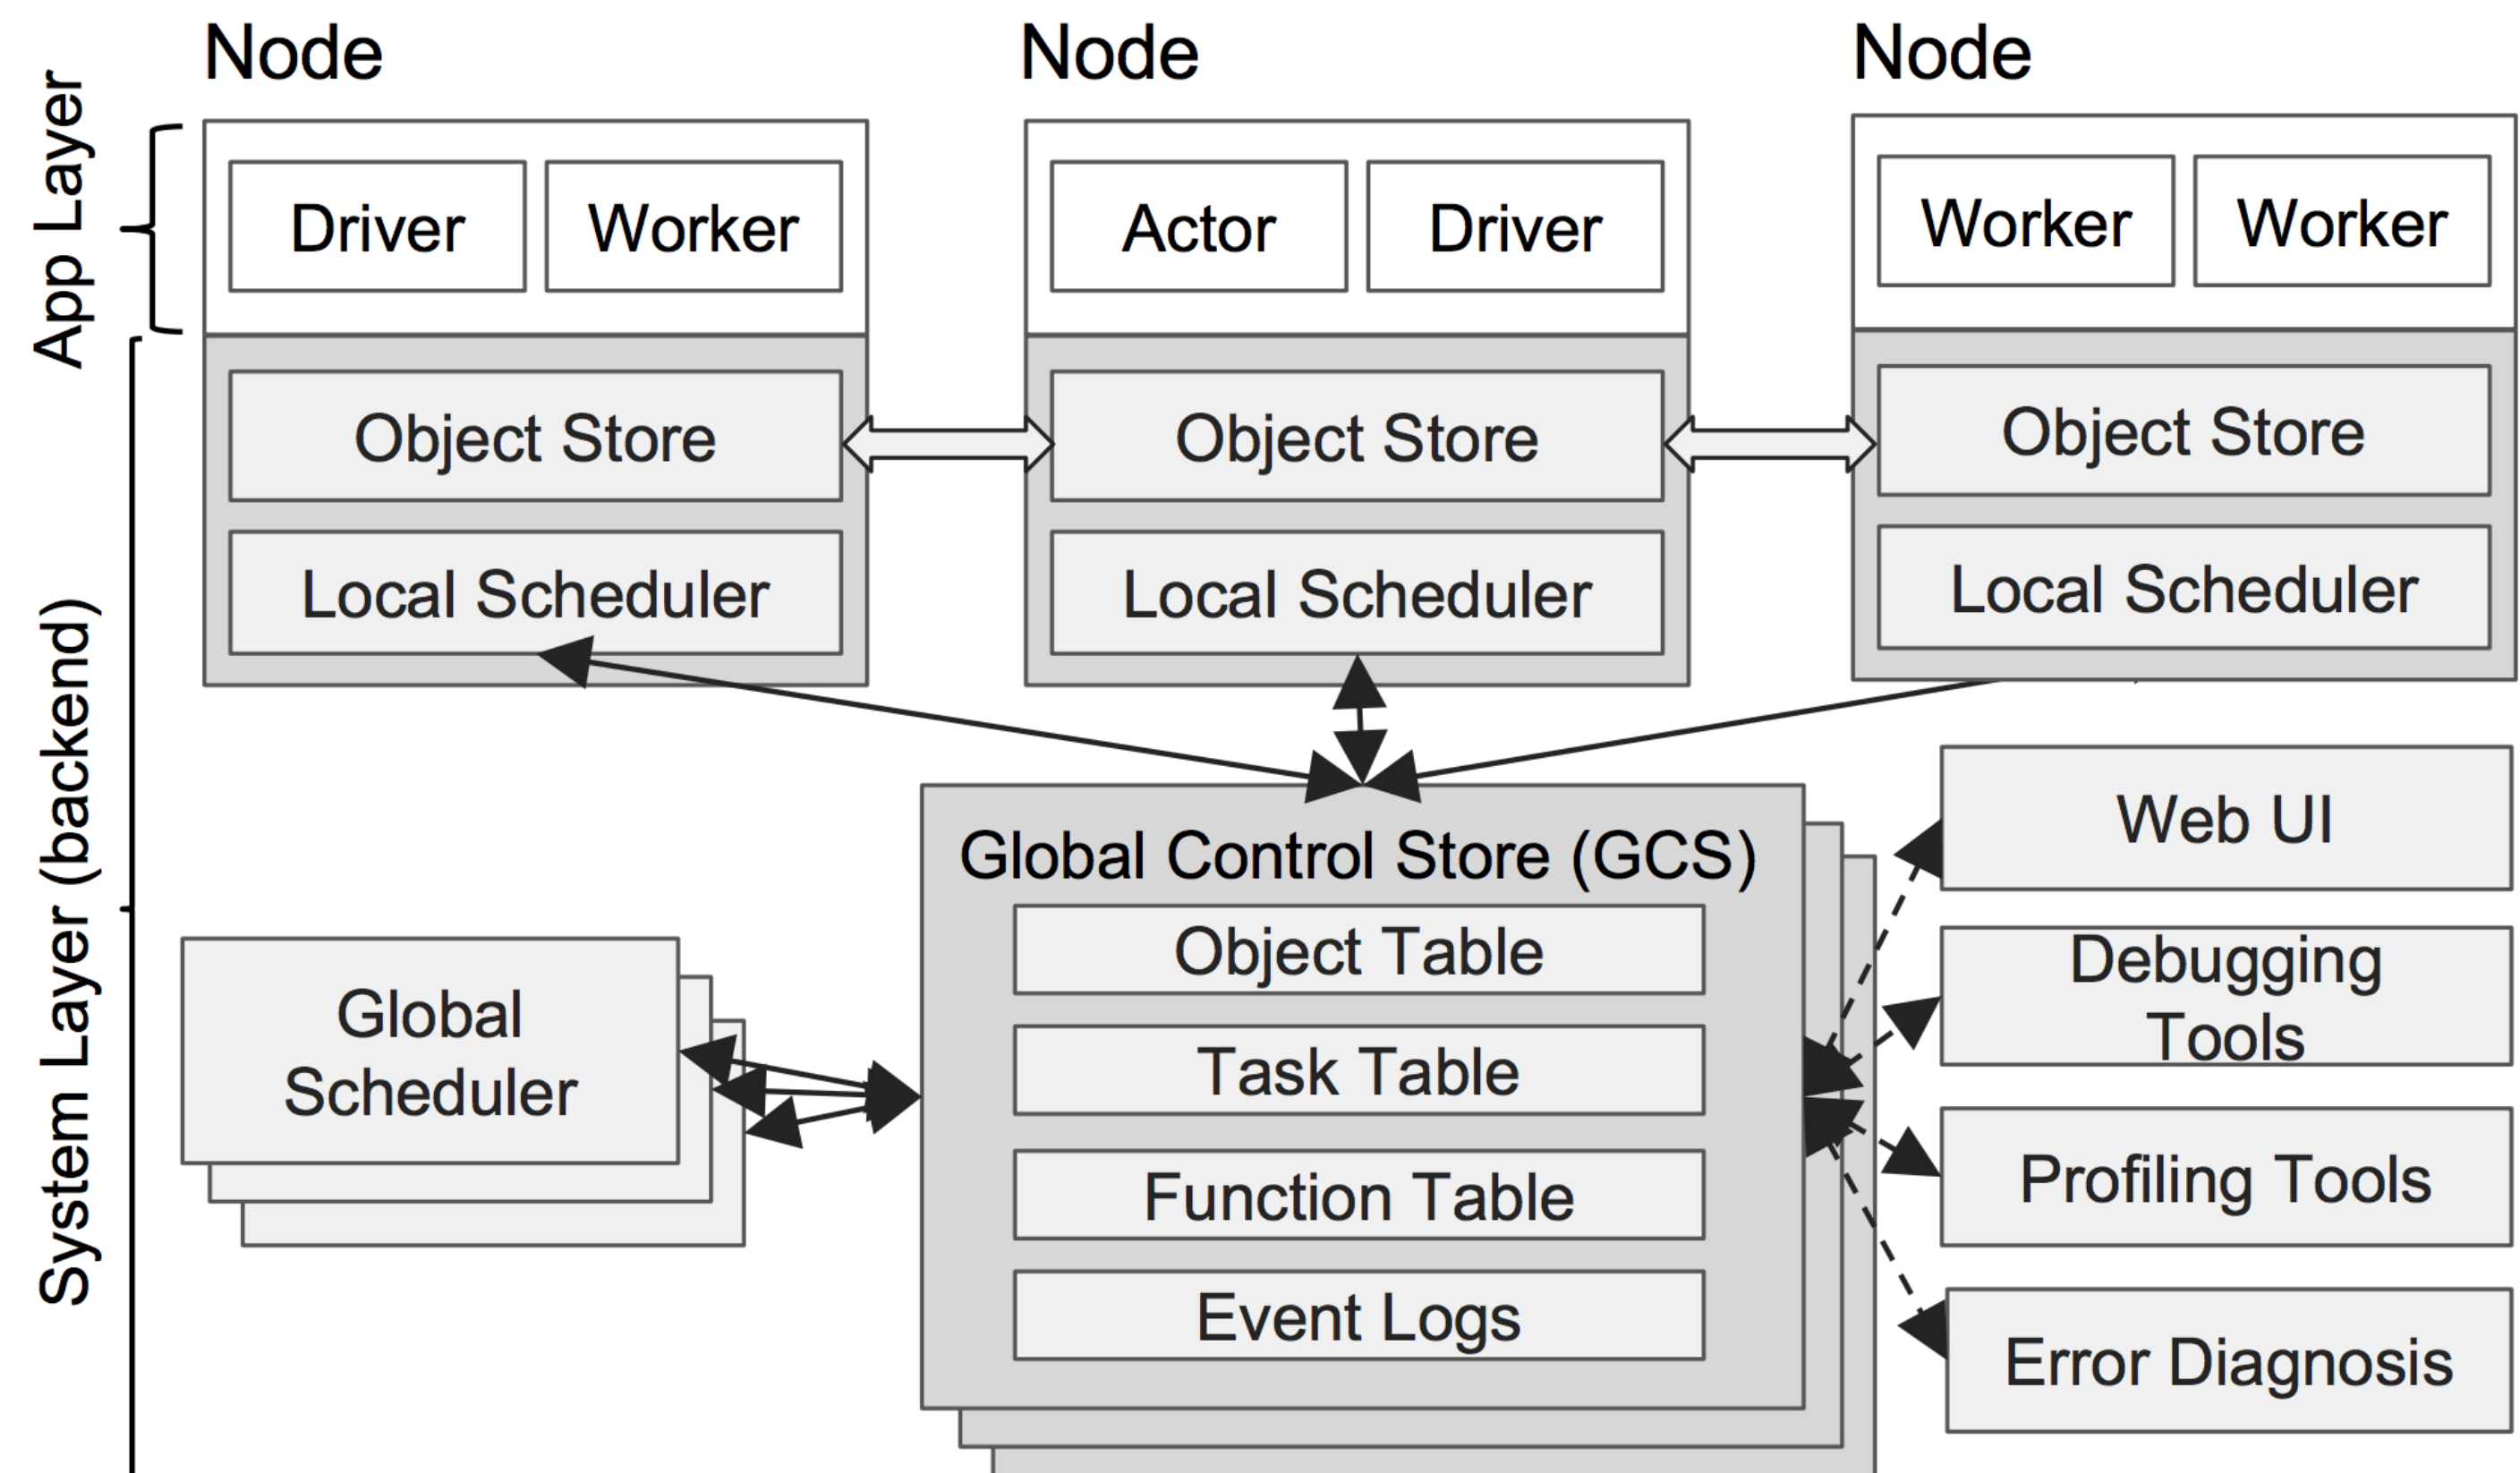 Node
Node
Node
App Layer
Driver
Worker
Actor
Driver
Worker
Worker
Object Store
Object Store
Object Store
Local Scheduler
Local Scheduler
Local Scheduler
System Layer (backend)
Global Control Store (GCS)
Object Table
Task Table
Function Table
Event Logs
Global
Scheduler
Web UI
Debugging
Tools
Profiling Tools
Error Diagnosis